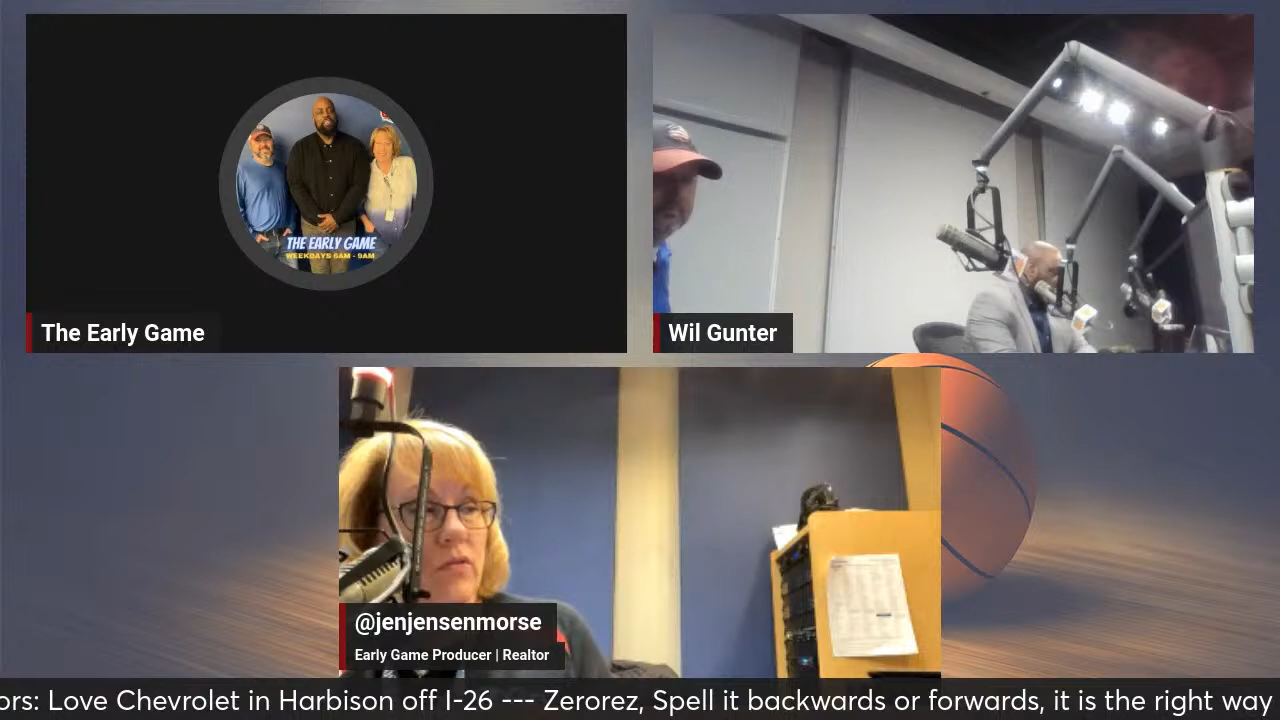 THE EARLY GAME
WEEKDAYS 6AM - 9AM
The Early Game
Wil Gunter
@jenjensenmorse
Early Game Producer | Realtor
ors: Love Chevrolet in Harbison off I-26 --- Zerorez, Spell it backwards or forwards, it is the right way